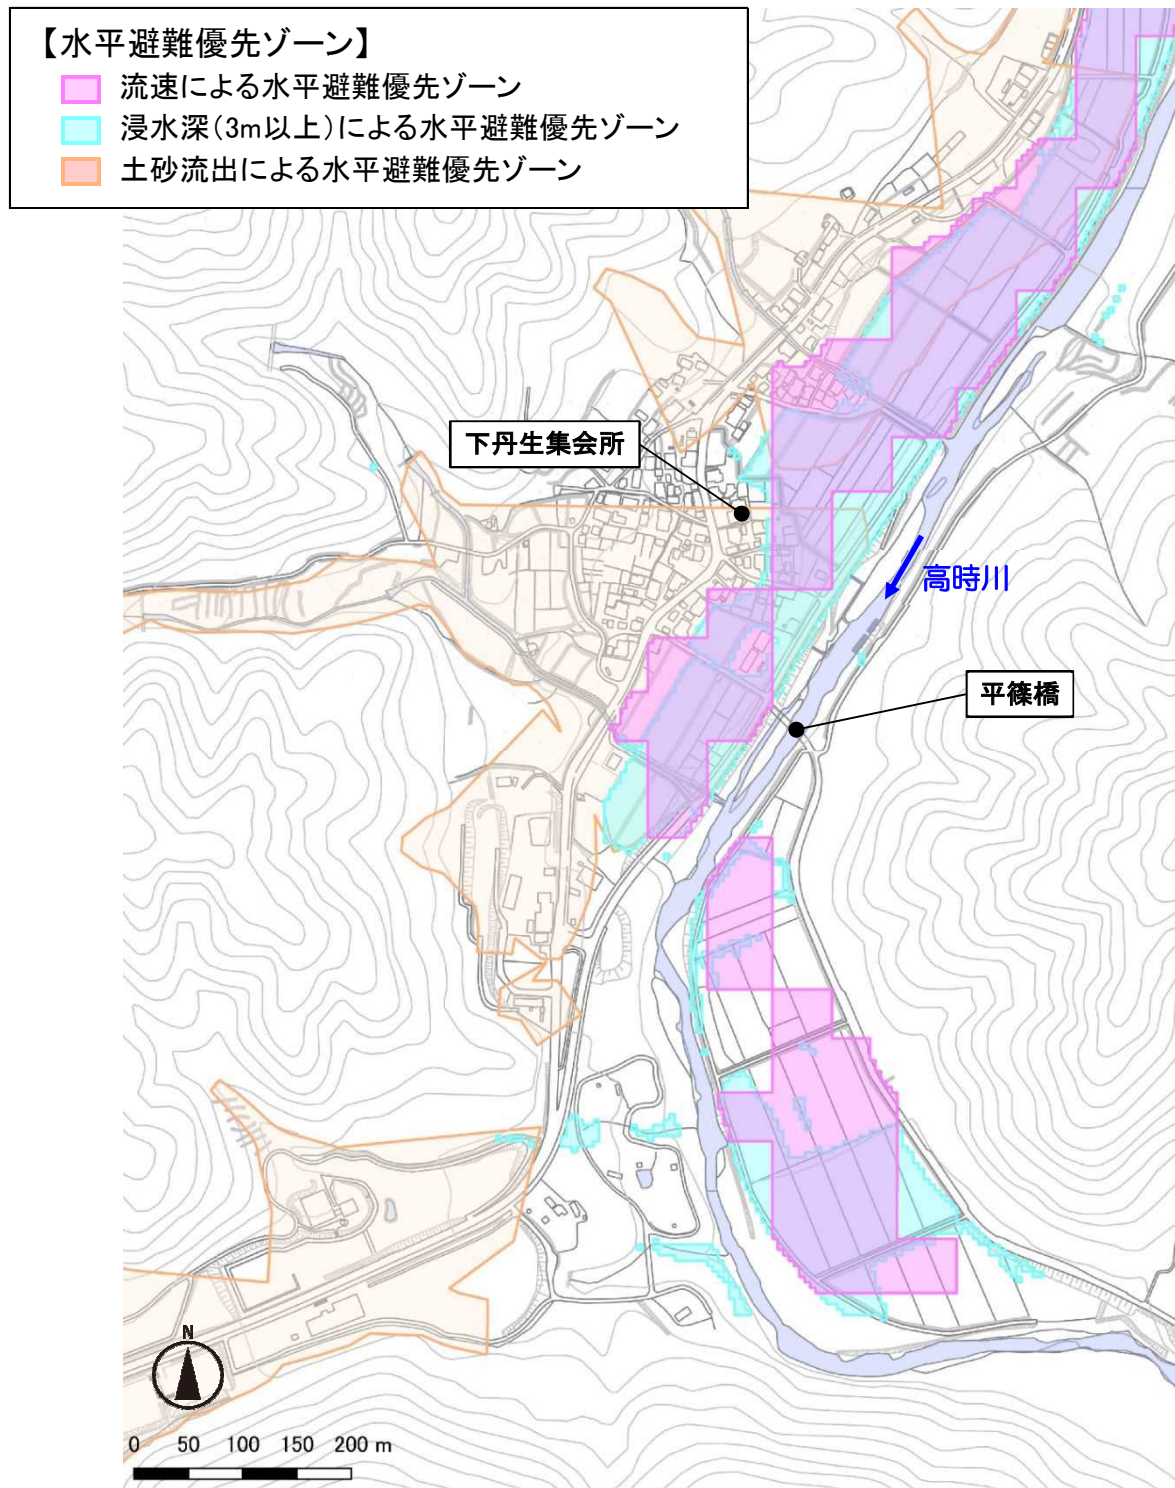 【水平避難優先ゾーン】
流速による水平避難優先ゾーン
浸水深(3m以上)による水平避難優先ゾーン
土砂流出による水平避難優先ゾーン
下丹生集会所
高時川
平篠橋
N
0 50 100 150 200 m